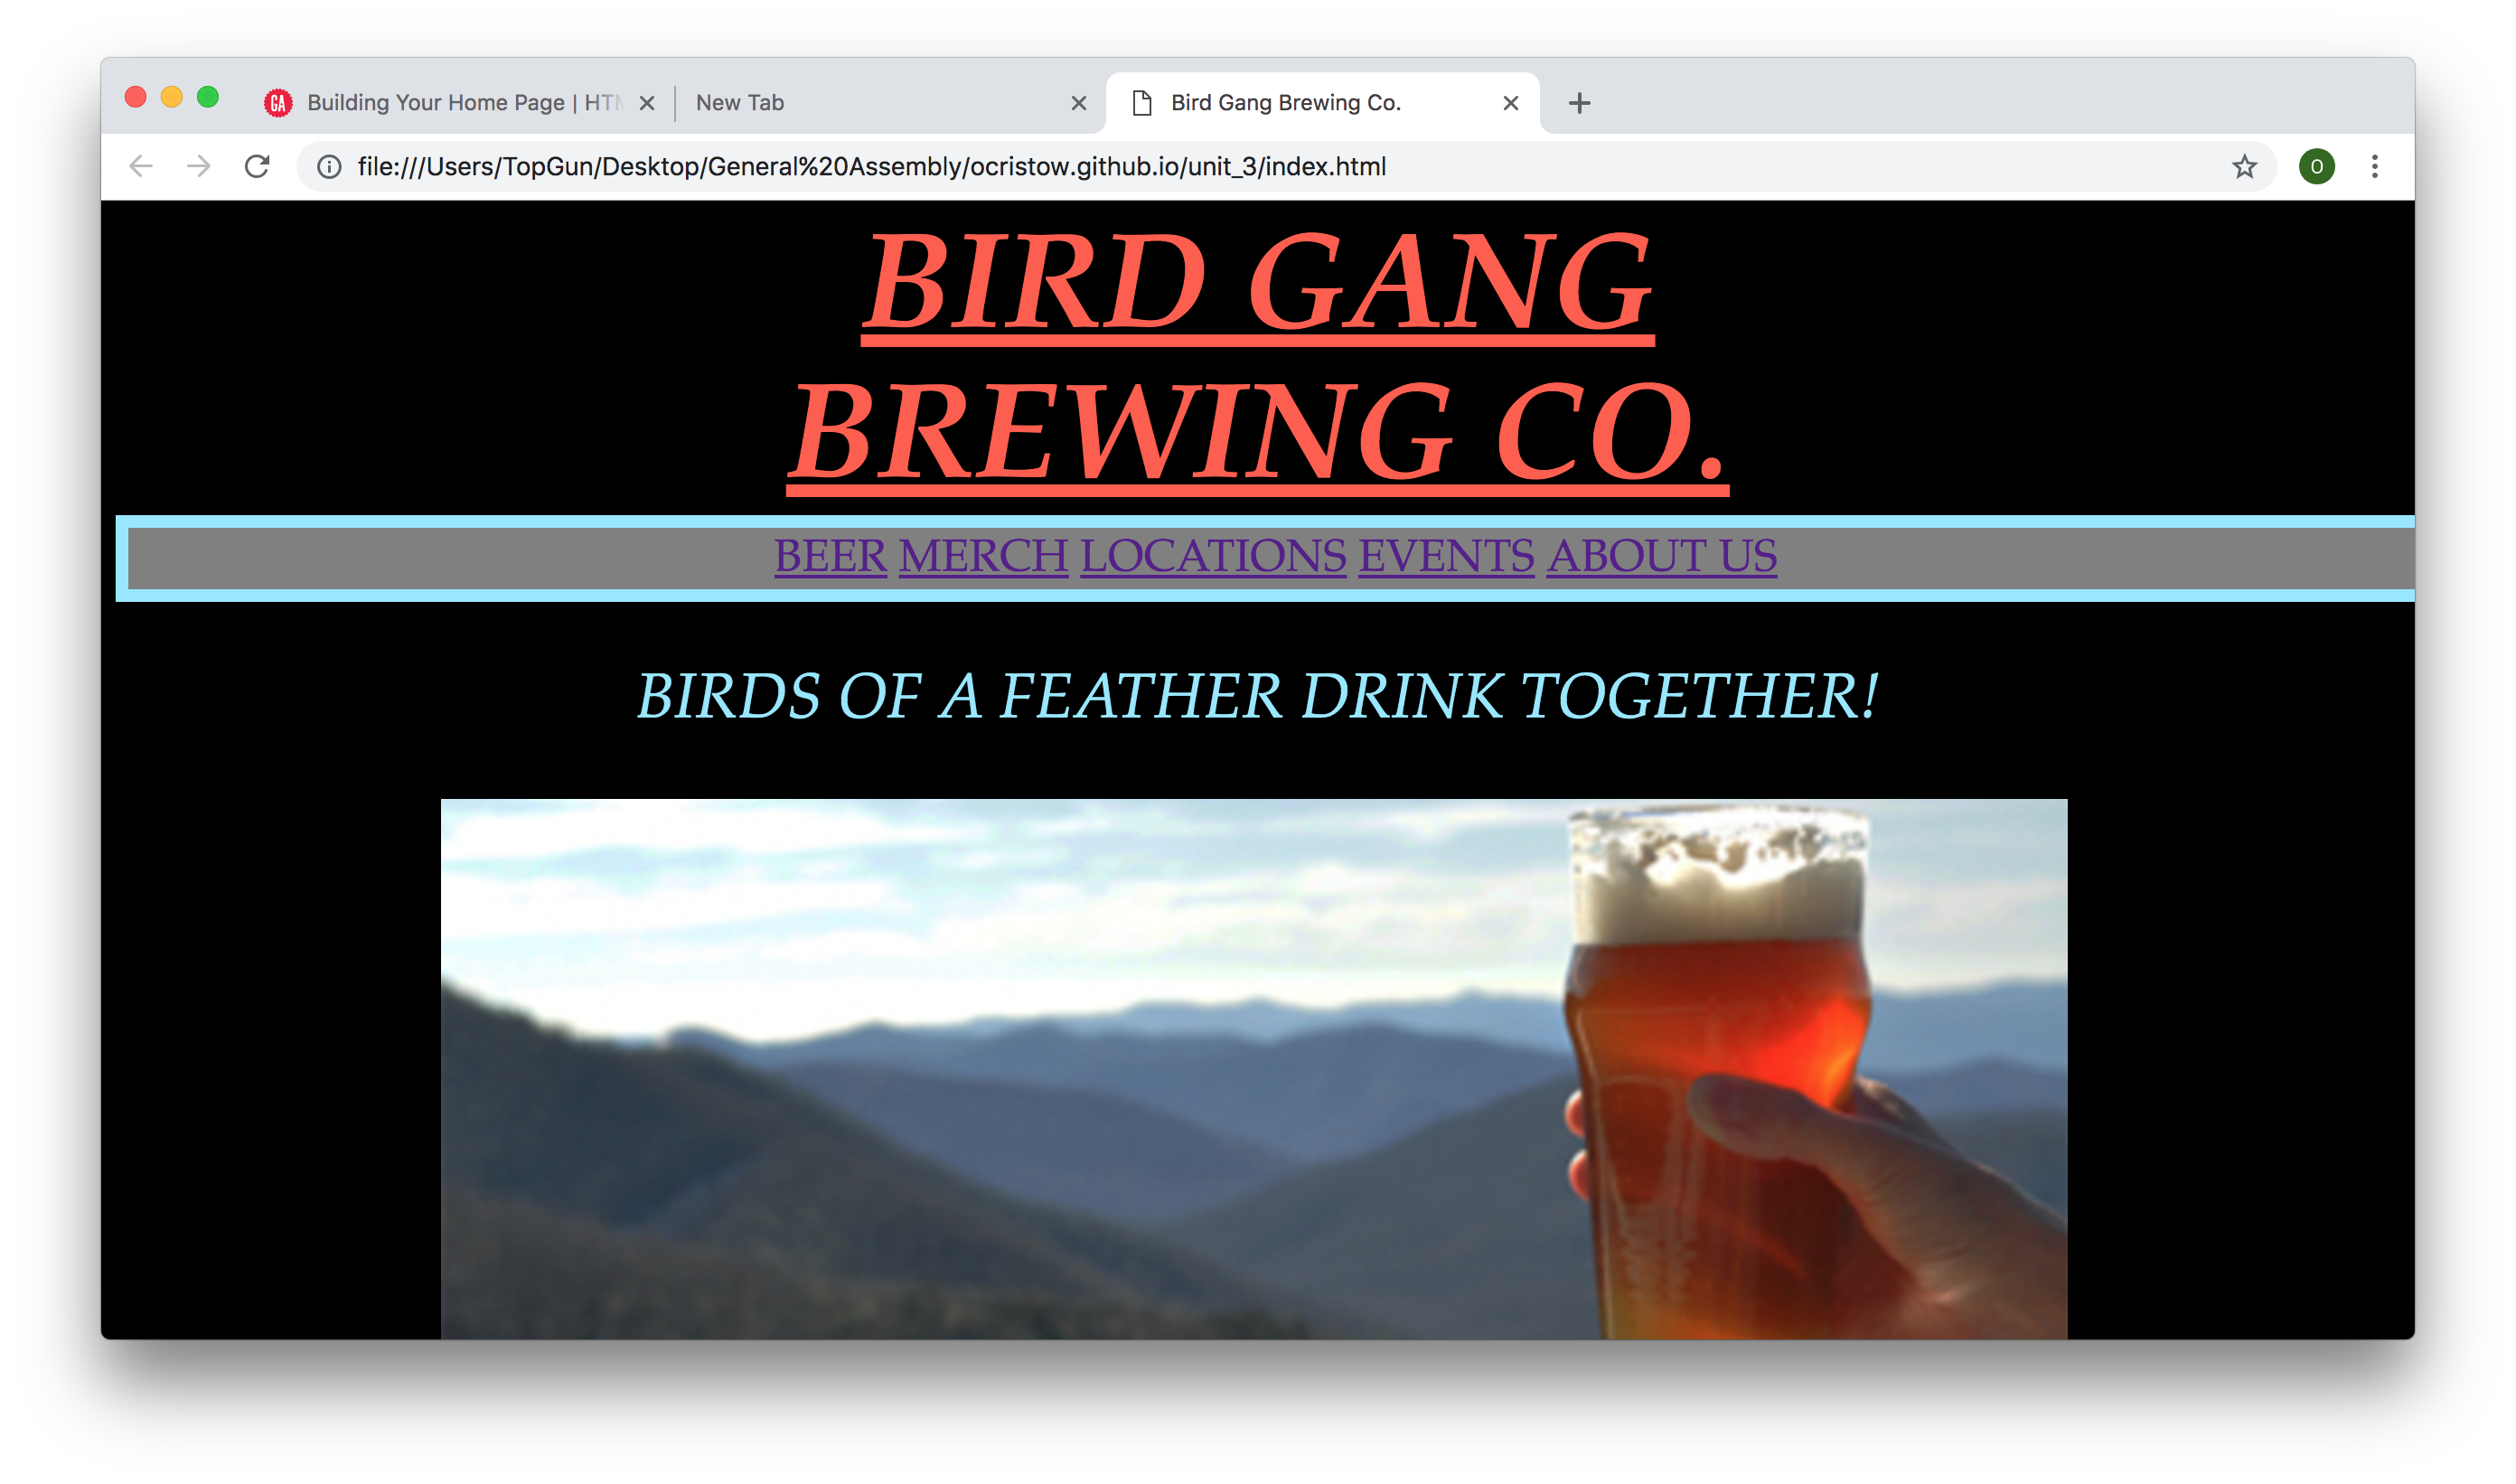 GA Building Your Home Page | HTM New Tab Bird Gang Brewing Co.
file:///Users/TopGun/Desktop/General%20Assembly/ocristow.github.io/unit_3/index.html O
BIRD GANG
BREWING CO.
BEER MERCH LOCATIONS EVENTS ABOUT US
BIRDS OF A FEATHER DRINK TOGETHER!